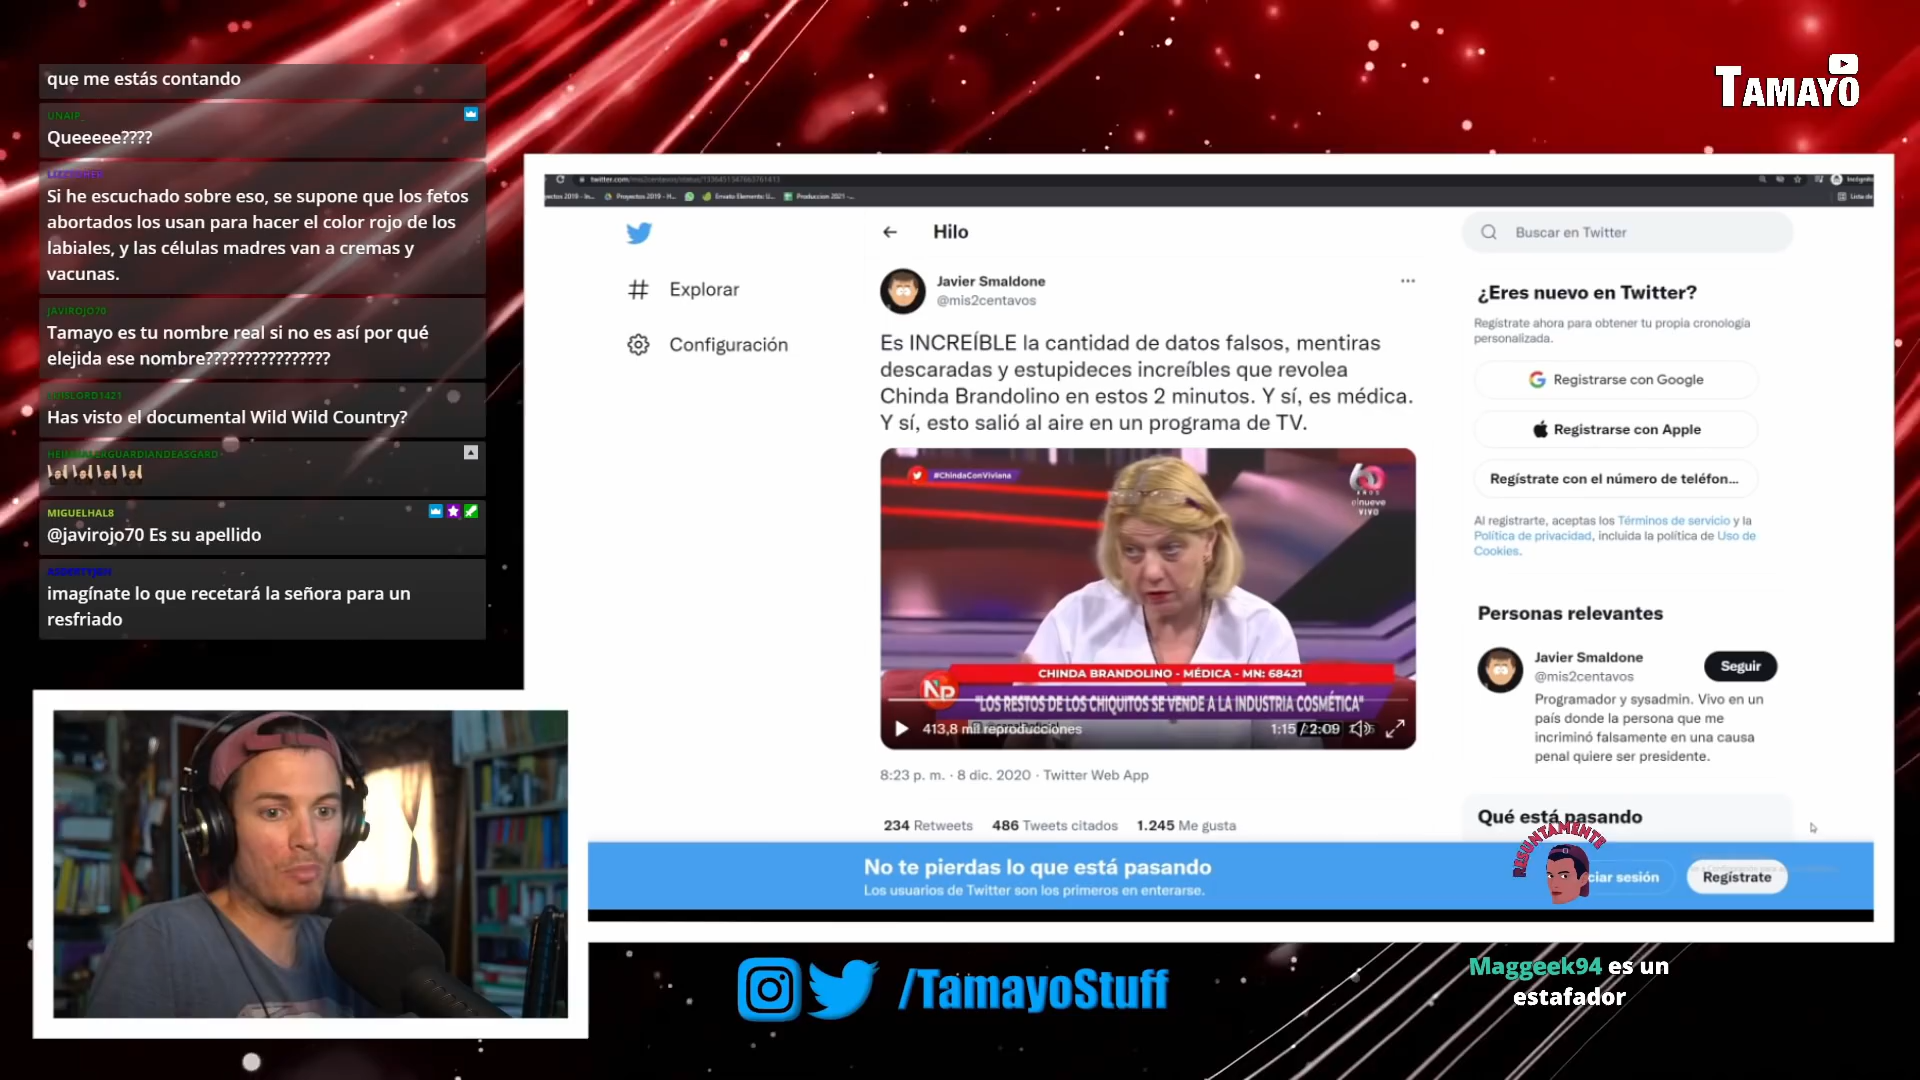 que me estás contando
UNAIP_
Queeeee????
Si he escuchado sobre eso, se supone que los fetos
abortados los usan para hacer el color rojo de los
labiales, y las células madres van a cremas y
vacunas.
JAVIROJO70
Tamayo es tu nombre real si no es así por qué
elejida ese nombre????????????????
Has visto el documental Wild Wild Country?
MIGUELHAL8
@javirojo70 Es su apellido
imagínate lo que recetará la señora para un
resfriado
TAMAYO
Hilo
Buscar en Twitter
Explorar
Configuración
Javier Smaldone
@mis2centavos
Es INCREÍBLE la cantidad de datos falsos, mentiras
descaradas y estupideces increíbles que revolea
Chinda Brandolino en estos 2 minutos. Y sí, es médica.
Y sí, esto salió al aire en un programa de TV.
#ChindaConViviana
60
AÑOS
elnueve
VIVO
CHINDA BRANDOLINO - MÉDICA - MN: 68421
NP
"LOS RESTOS DE LOS CHIQUITOS SE VENDE A LA INDUSTRIA COSMÉTICA"
413,8 mil reproducciones
1:15 / 2:09
8:23 p. m. · 8 dic. 2020 · Twitter Web App
234 Retweets 486 Tweets citados 1.245 Me gusta
¿Eres nuevo en Twitter?
Regístrate ahora para obtener tu propia cronología
personalizada.
Registrarse con Google
Registrarse con Apple
Regístrate con el número de teléfon...
Al registrarte, aceptas los Términos de servicio y la
Política de privacidad, incluida la política de Uso de
Cookies.
Personas relevantes
Javier Smaldone
@mis2centavos
Seguir
Programador y sysadmin. Vivo en un
país donde la persona que me
incriminó falsamente en una causa
penal quiere ser presidente.
Qué está pasando
RESUNTAMENTE
No te pierdas lo que está pasando
Los usuarios de Twitter son los primeros en enterarse.
ciar sesión
Regístrate
/TamayoStuff
Maggeek94 es un
estafador